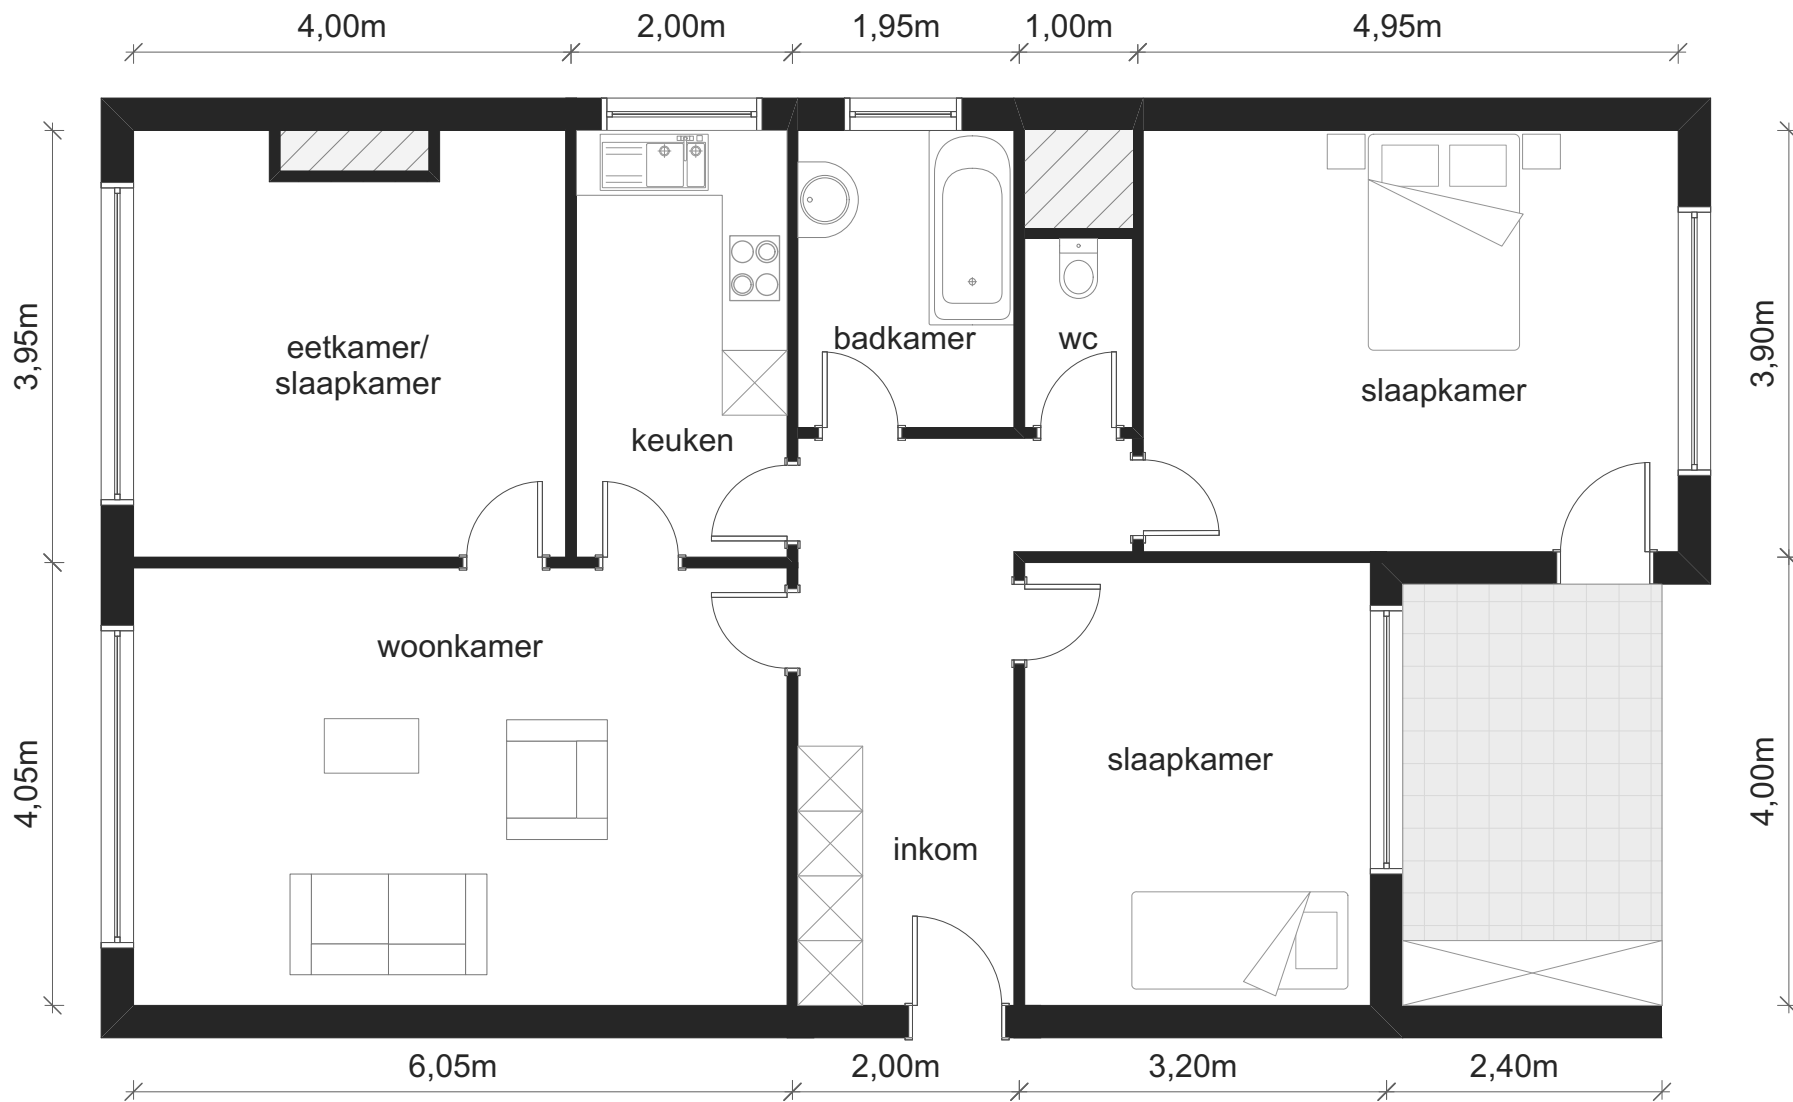 4,00m
2,00m
1,95m
1,00m
4,95m
3,95m
3,90m
eetkamer/
slaapkamer
keuken
badkamer
wc
slaapkamer
woonkamer
slaapkamer
inkom
4,05m
4,00m
6,05m
2,00m
3,20m
2,40m